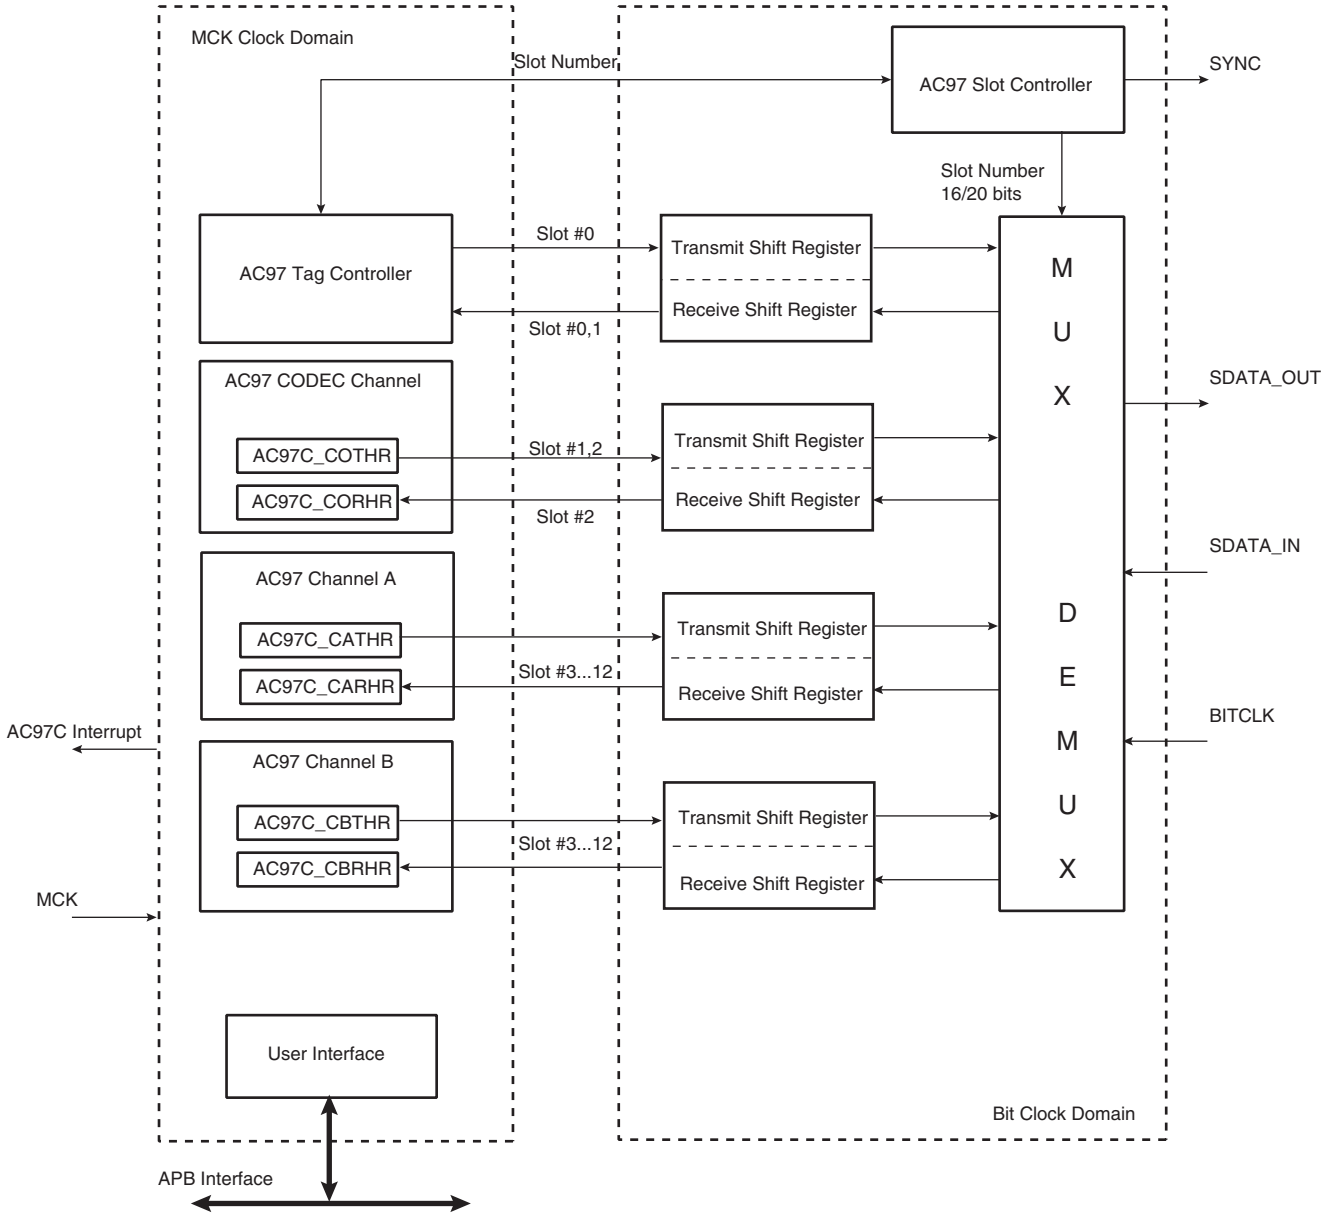 MCK Clock Domain
Slot Number
AC97 Slot Controller
SYNC
Slot Number
16/20 bits
AC97 Tag Controller
Slot #0
Slot #0,1
Transmit Shift Register
Receive Shift Register
M
U
X
D
E
M
U
X
AC97 CODEC Channel
AC97C_COTHR
AC97C_CORHR
Slot #1,2
Slot #2
Transmit Shift Register
Receive Shift Register
SDATA_OUT
SDATA_IN
AC97 Channel A
AC97C_CATHR
AC97C_CARHR
Slot #3...12
Transmit Shift Register
Receive Shift Register
BITCLK
AC97C Interrupt
AC97 Channel B
AC97C_CBTHR
AC97C_CBRHR
Slot #3...12
Transmit Shift Register
Receive Shift Register
MCK
User Interface
Bit Clock Domain
APB Interface